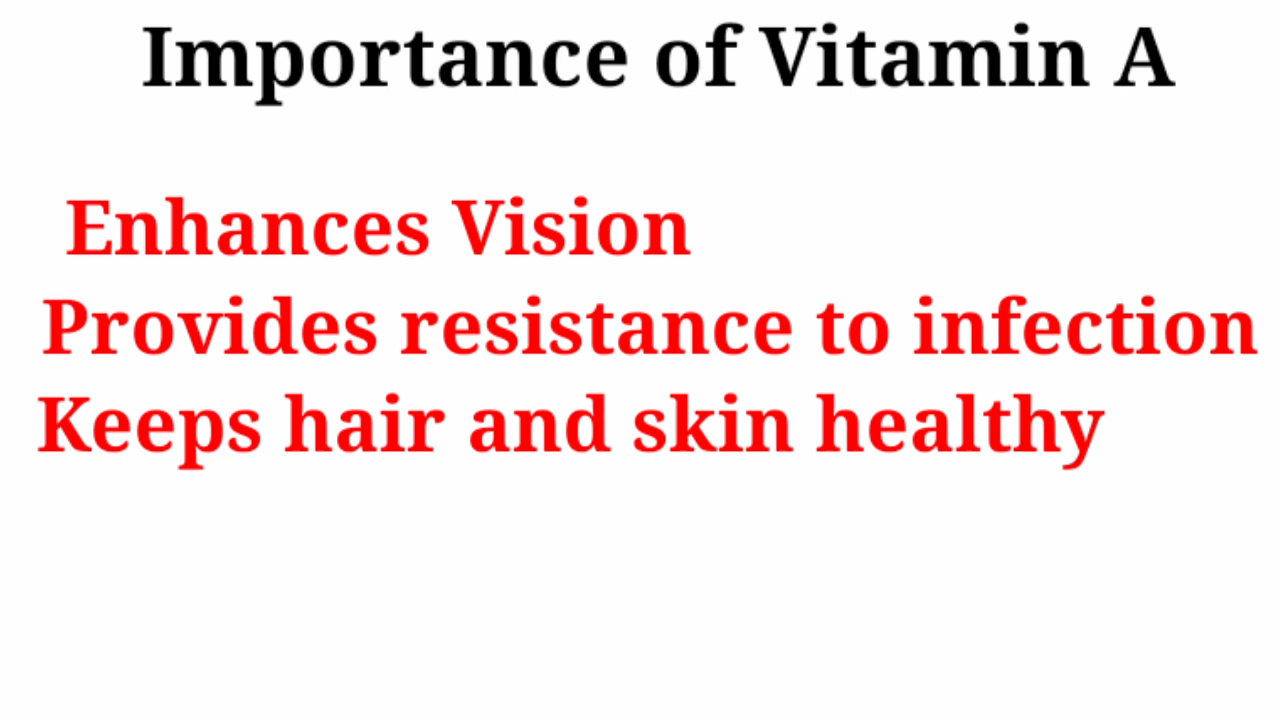 Importance of Vitamin A
Enhances Vision
Provides resistance to infection
Keeps hair and skin healthy